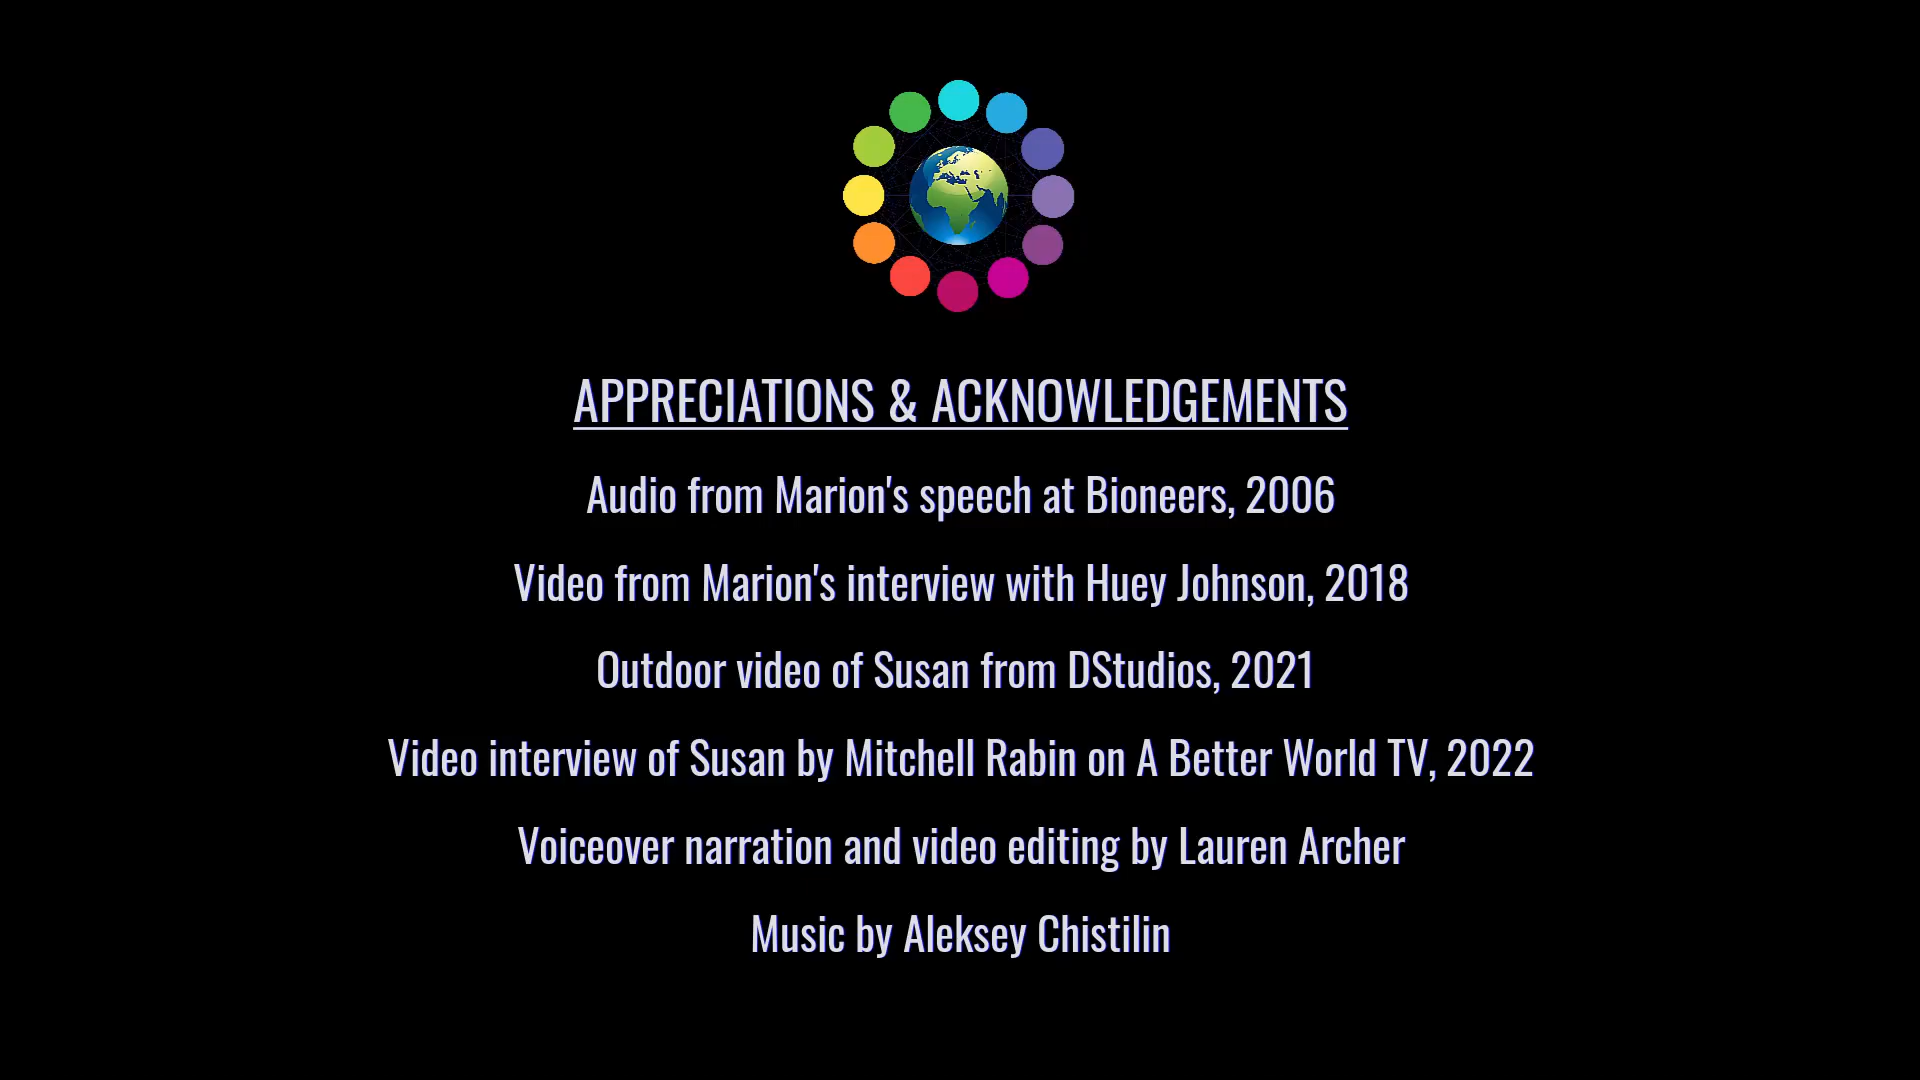 APPRECIATIONS & ACKNOWLEDGEMENTS
Audio from Marion's speech at Bioneers, 2006
Video from Marion's interview with Huey Johnson, 2018
Outdoor video of Susan from DStudios, 2021
Video interview of Susan by Mitchell Rabin on A Better World TV, 2022
Voiceover narration and video editing by Lauren Archer
Music by Aleksey Chistilin